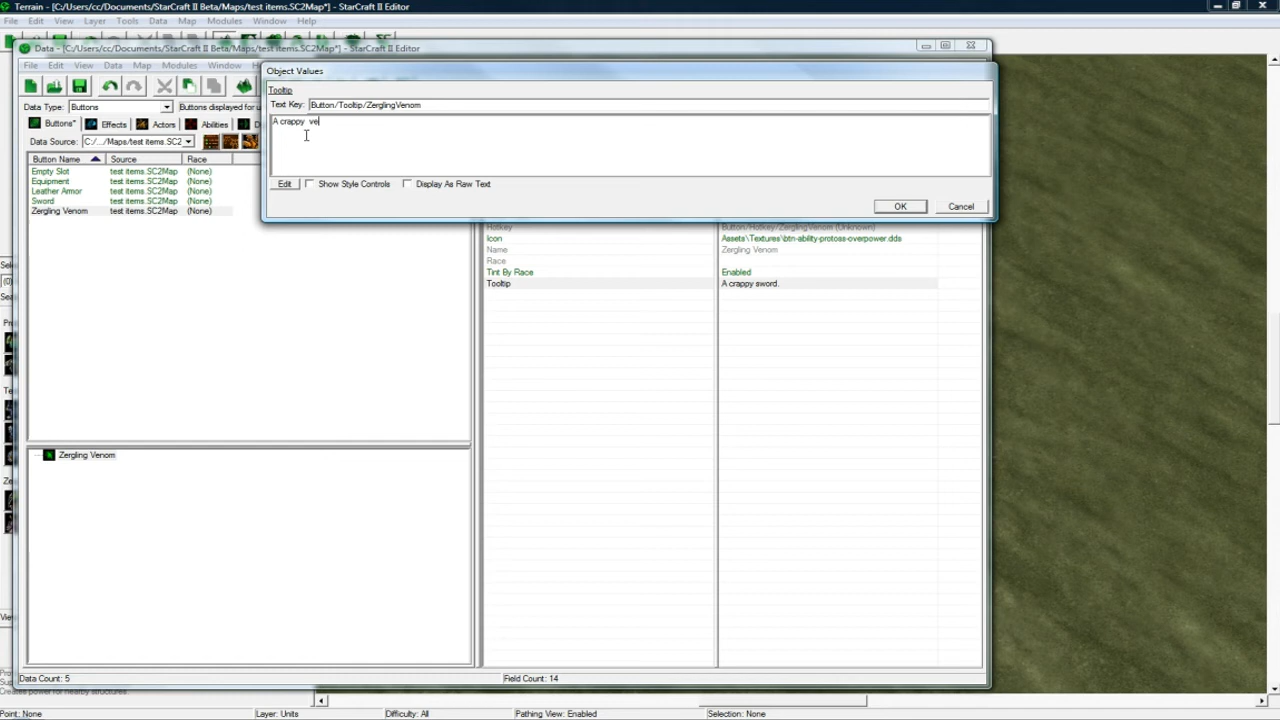 Terrain - [C:/Users/cc/Documents/StarCraft II Beta/Maps/test items.SC2Map*] - StarCraft II Editor
File Edit View Layer Tools Data Map Modules Window Help
Data - [C:/Users/cc/Documents/StarCraft II Beta/Maps/test items.SC2Map*] - StarCraft II Editor
File Edit View Data Map Modules Window
Object Values
Tooltip
Text Key: Button/Tooltip/ZerglingVenom
A crappy  ve
Edit Show Style Controls Display As Raw Text
OK Cancel
Data Type: Buttons Buttons displayed for u
Buttons* Effects Actors Abilities
Data Source: C:/.../Maps/test items.SC2
Button Name Source Race
Empty Slot test items.SC2Map (None)
Equipment test items.SC2Map (None)
Leather Armor test items.SC2Map (None)
Sword test items.SC2Map (None)
Zergling Venom test items.SC2Map (None)
Hotkey Button/Hotkey/ZerglingVenom (Unknown)
Icon Assets\Textures\btn-ability-protoss-overpower.dds
Name Zergling Venom
Race
Tint By Race Enabled
Tooltip A crappy sword.
Zergling Venom
Data Count: 5 Field Count: 14
Creates power for nearby structures.
Point: None Layer: Units Difficulty: All Pathing View: Enabled Selection: None